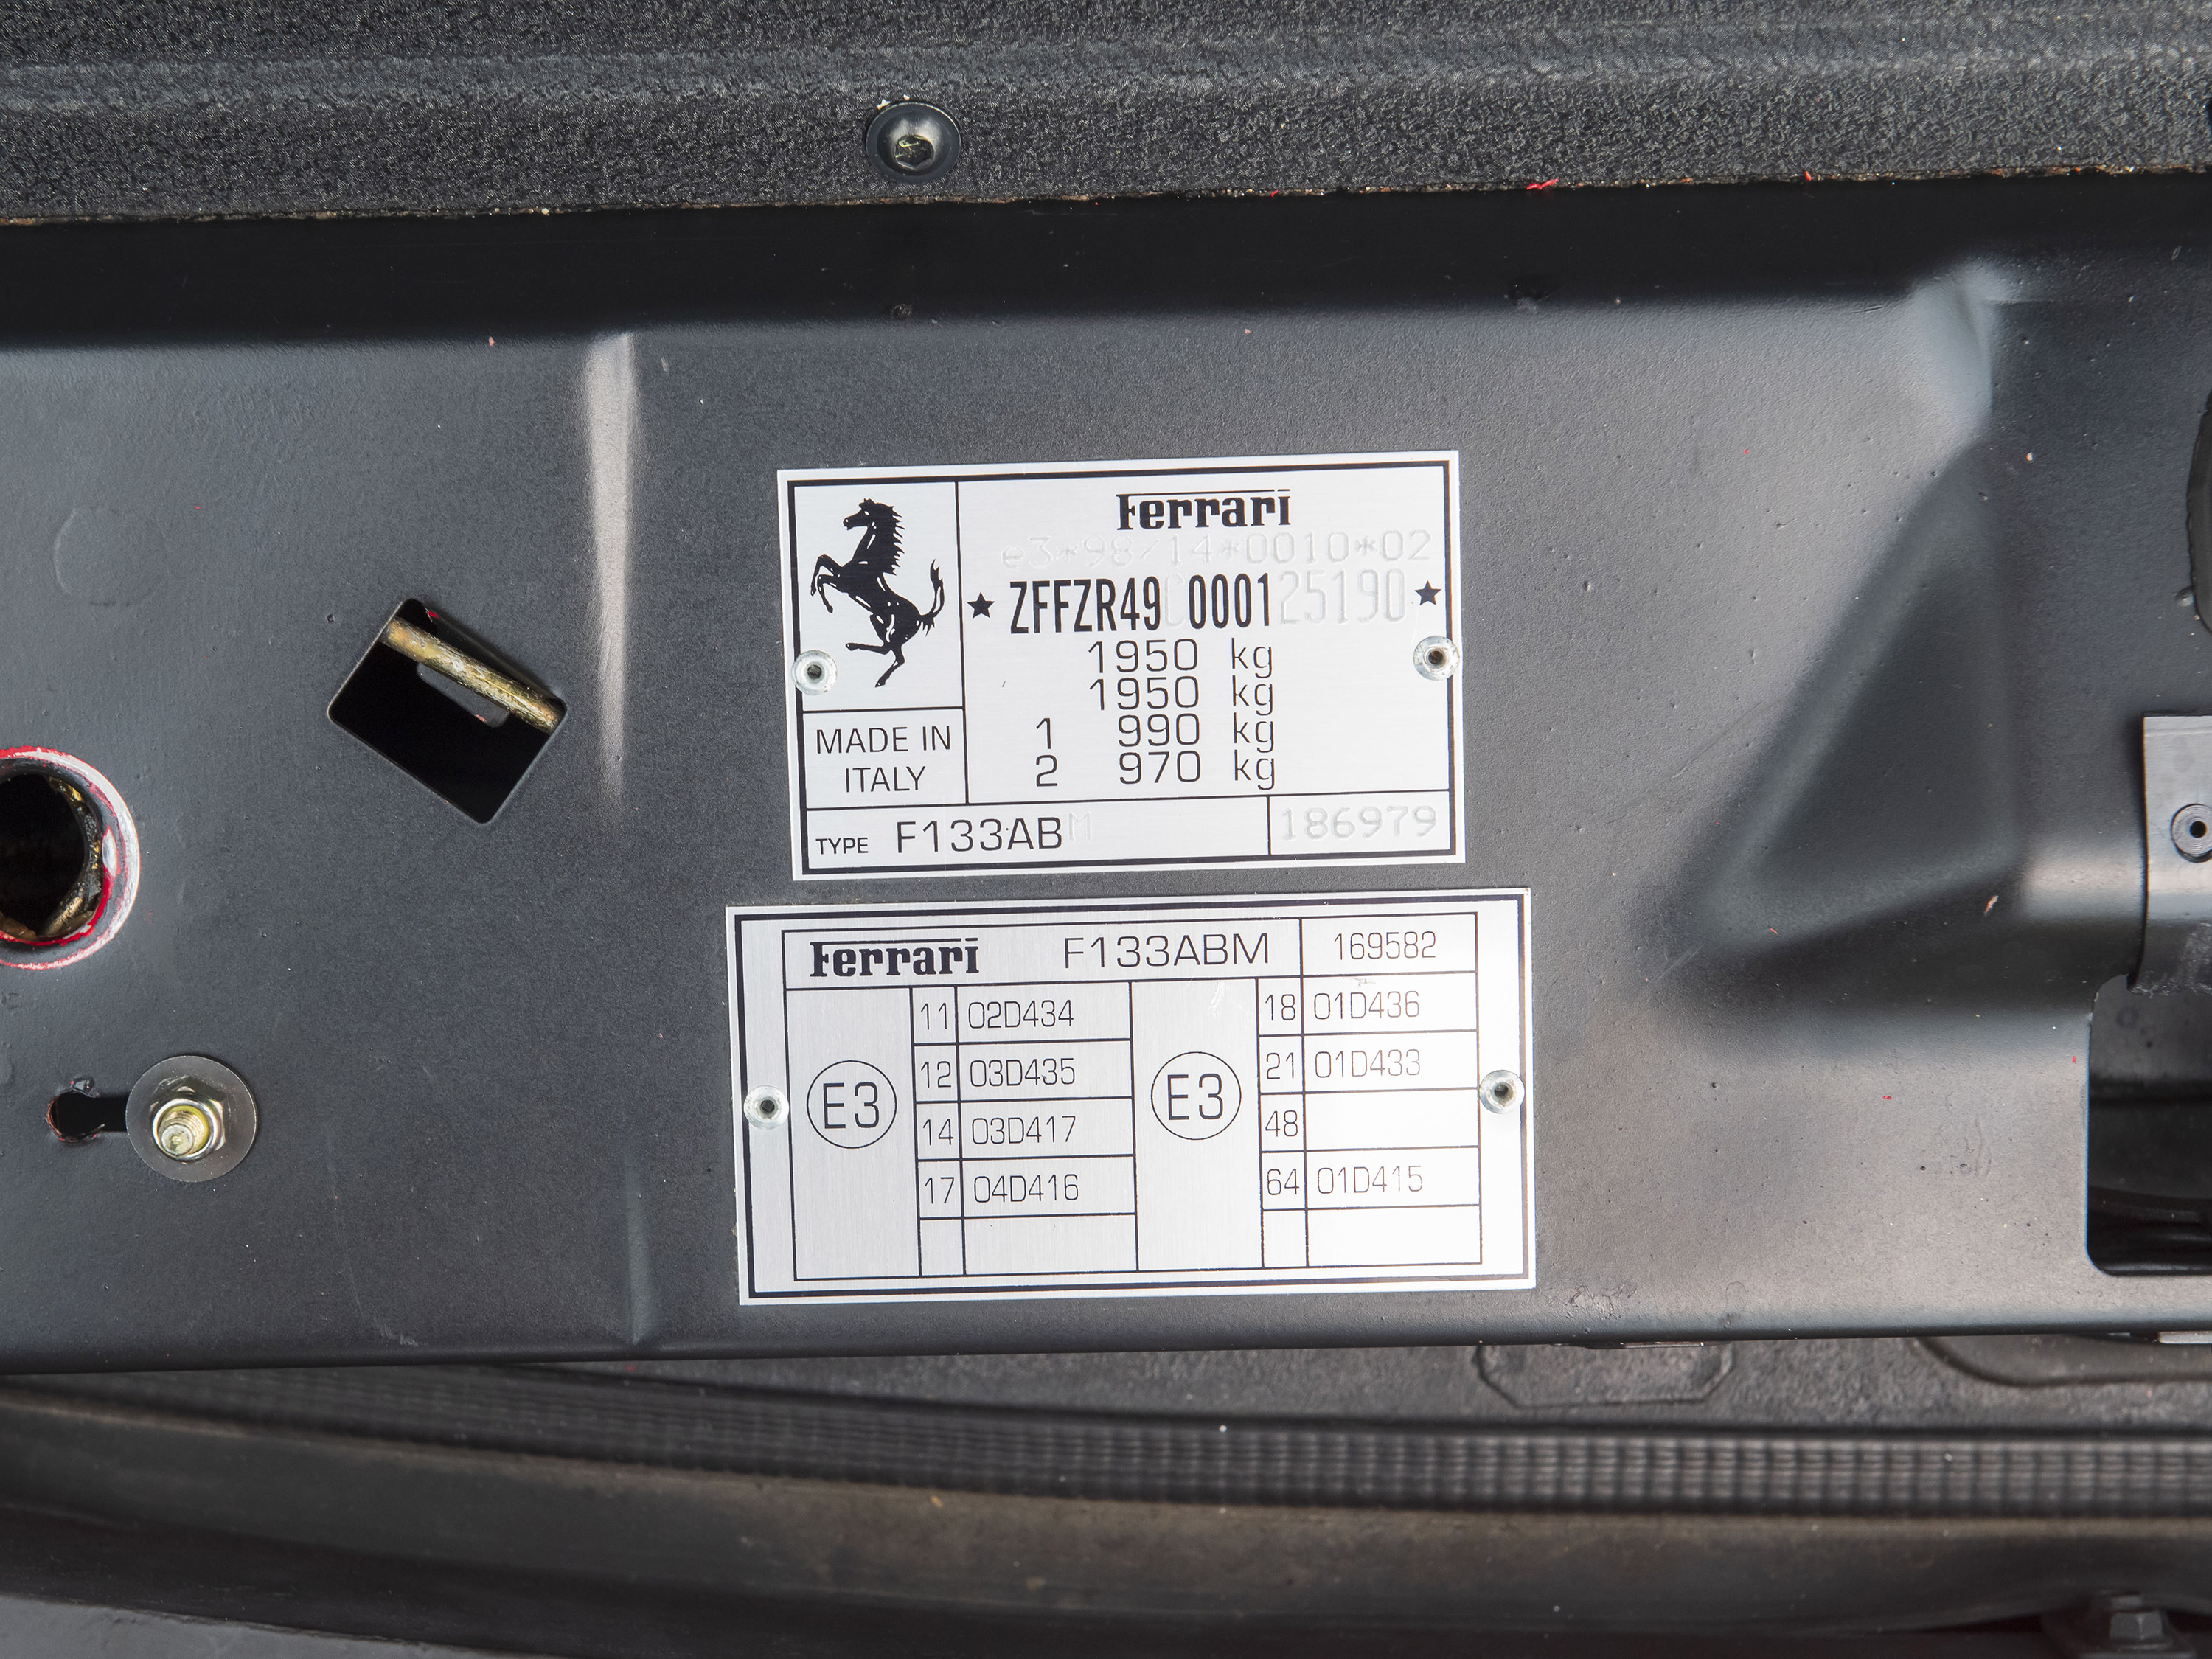 Ferrari
e3*98/14*0010*02
★ ZFFZR49C000125190 ★
1950 kg
1950 kg
1 990 kg
2 970 kg
MADE IN
ITALY
TYPE F133ABM 186979
Ferrari F133ABM 169582
E3
11 02D434
12 03D435
14 03D417
17 04D416
E3
18 01D436
21 01D433
48
64 01D415